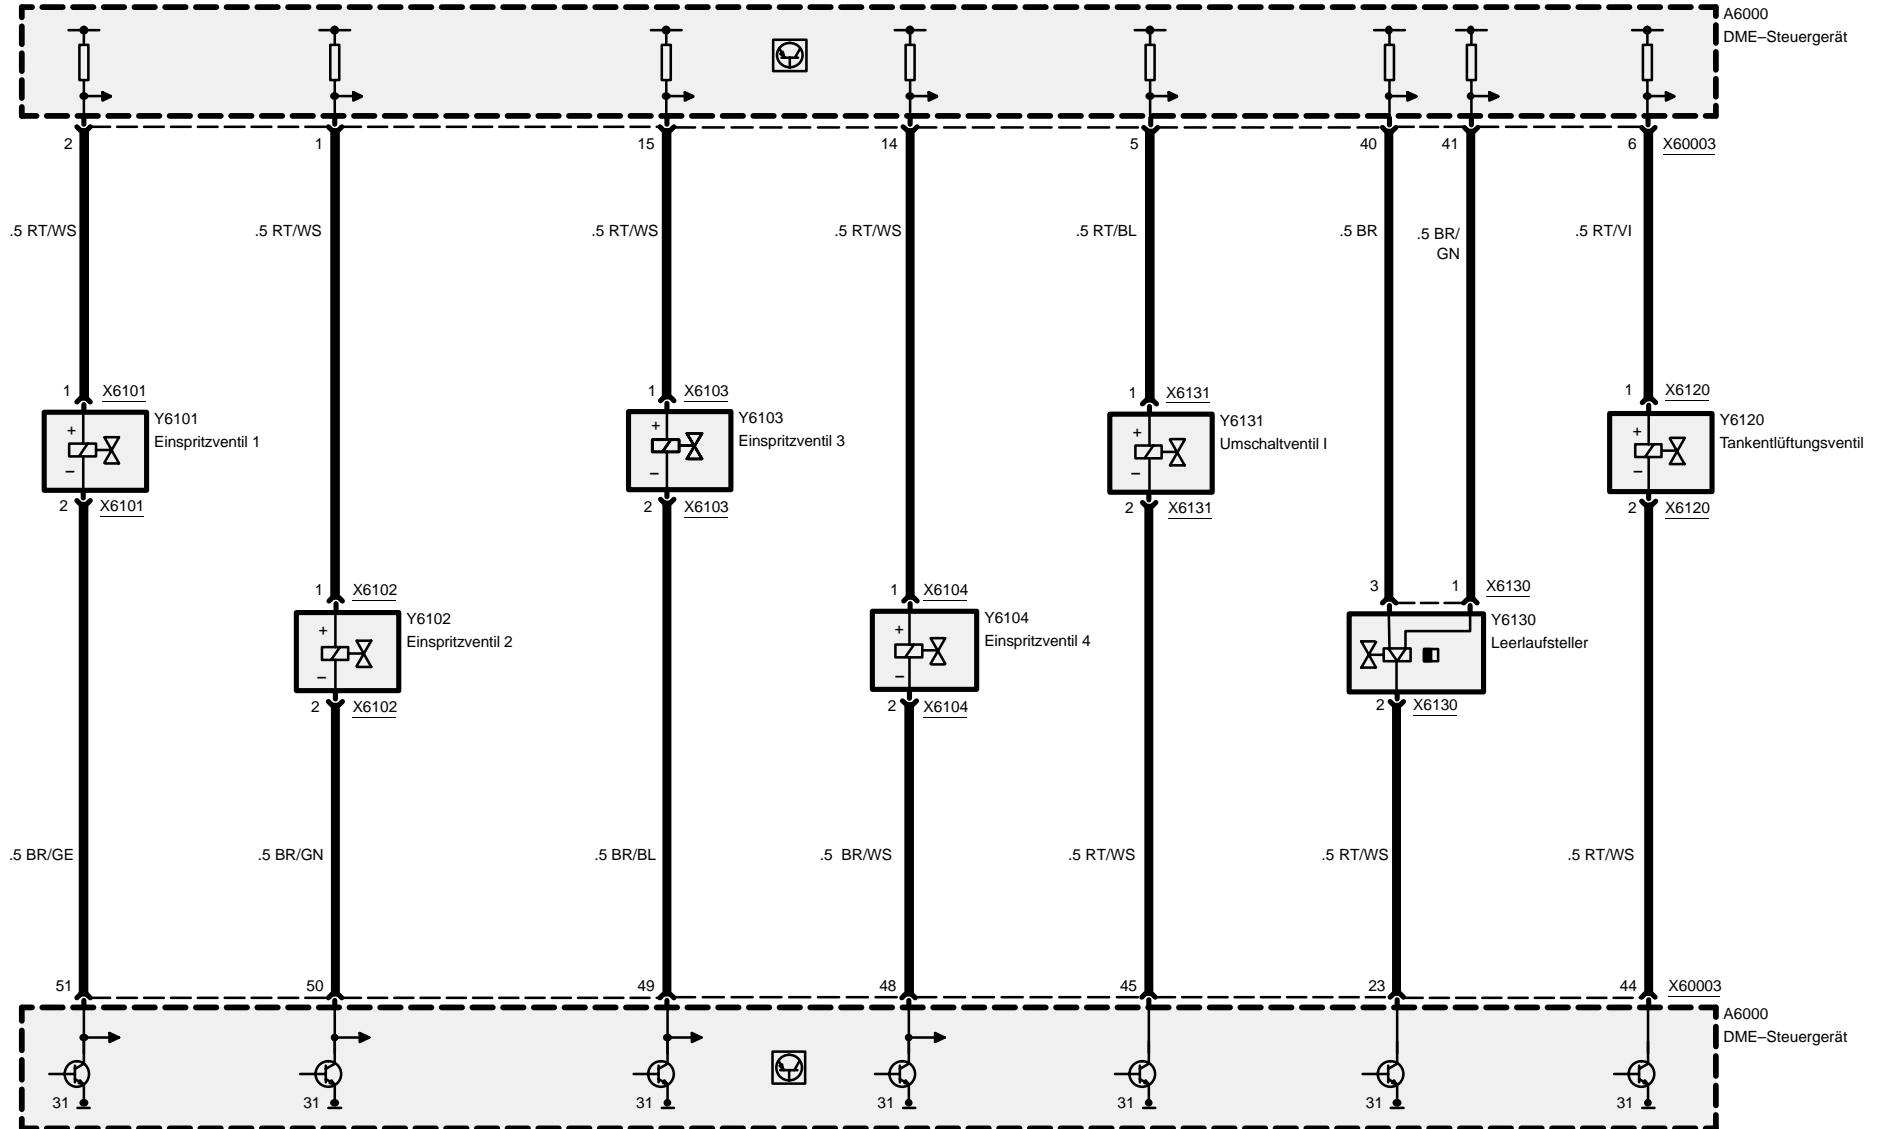 A6000
DME–Steuergerät
2 1 15 14 5 40 41 6 X60003
.5 RT/WS .5 RT/WS .5 RT/WS .5 RT/WS .5 RT/BL .5 BR .5 BR/ .5 RT/VI
GN
1 X6101 1 X6103 1 X6131 1 X6120
Y6101 Y6103 Y6131 Y6120
Einspritzventil 1 Einspritzventil 3 Umschaltventil I Tankentlüftungsventil
+ + + +
– – – –
2 X6101 2 X6103 2 X6131 2 X6120
1 X6102 1 X6104 3 1 X6130
Y6102 Y6104 Y6130
Einspritzventil 2 Einspritzventil 4 Leerlaufsteller
+ +
– –
2 X6102 2 X6104 2 X6130
.5 BR/GE .5 BR/GN .5 BR/BL .5 BR/WS .5 RT/WS .5 RT/WS .5 RT/WS
51 50 49 48 45 23 44 X60003
A6000
DME–Steuergerät
31 31 31 31 31 31 31